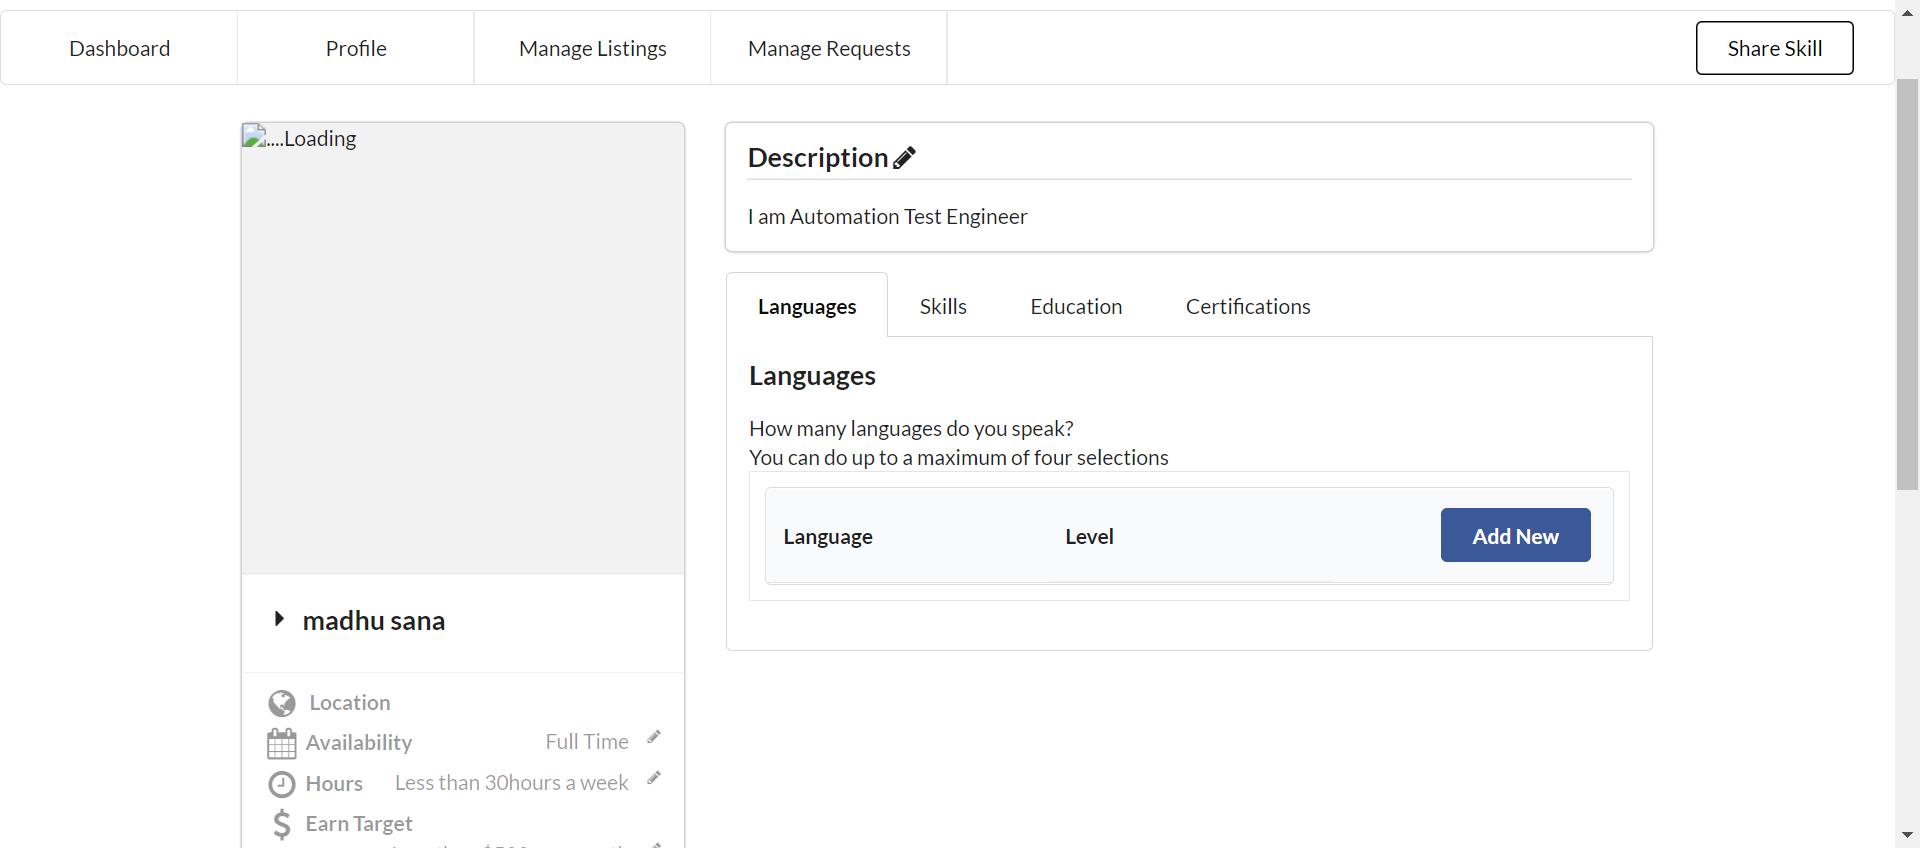 Dashboard
Profile
Manage Listings
Manage Requests
Share Skill
....Loading
madhu sana
Location
Availability Full Time
Hours Less than 30hours a week
Earn Target
Description
I am Automation Test Engineer
Languages
Skills
Education
Certifications
Languages
How many languages do you speak?
You can do up to a maximum of four selections
Language Level Add New